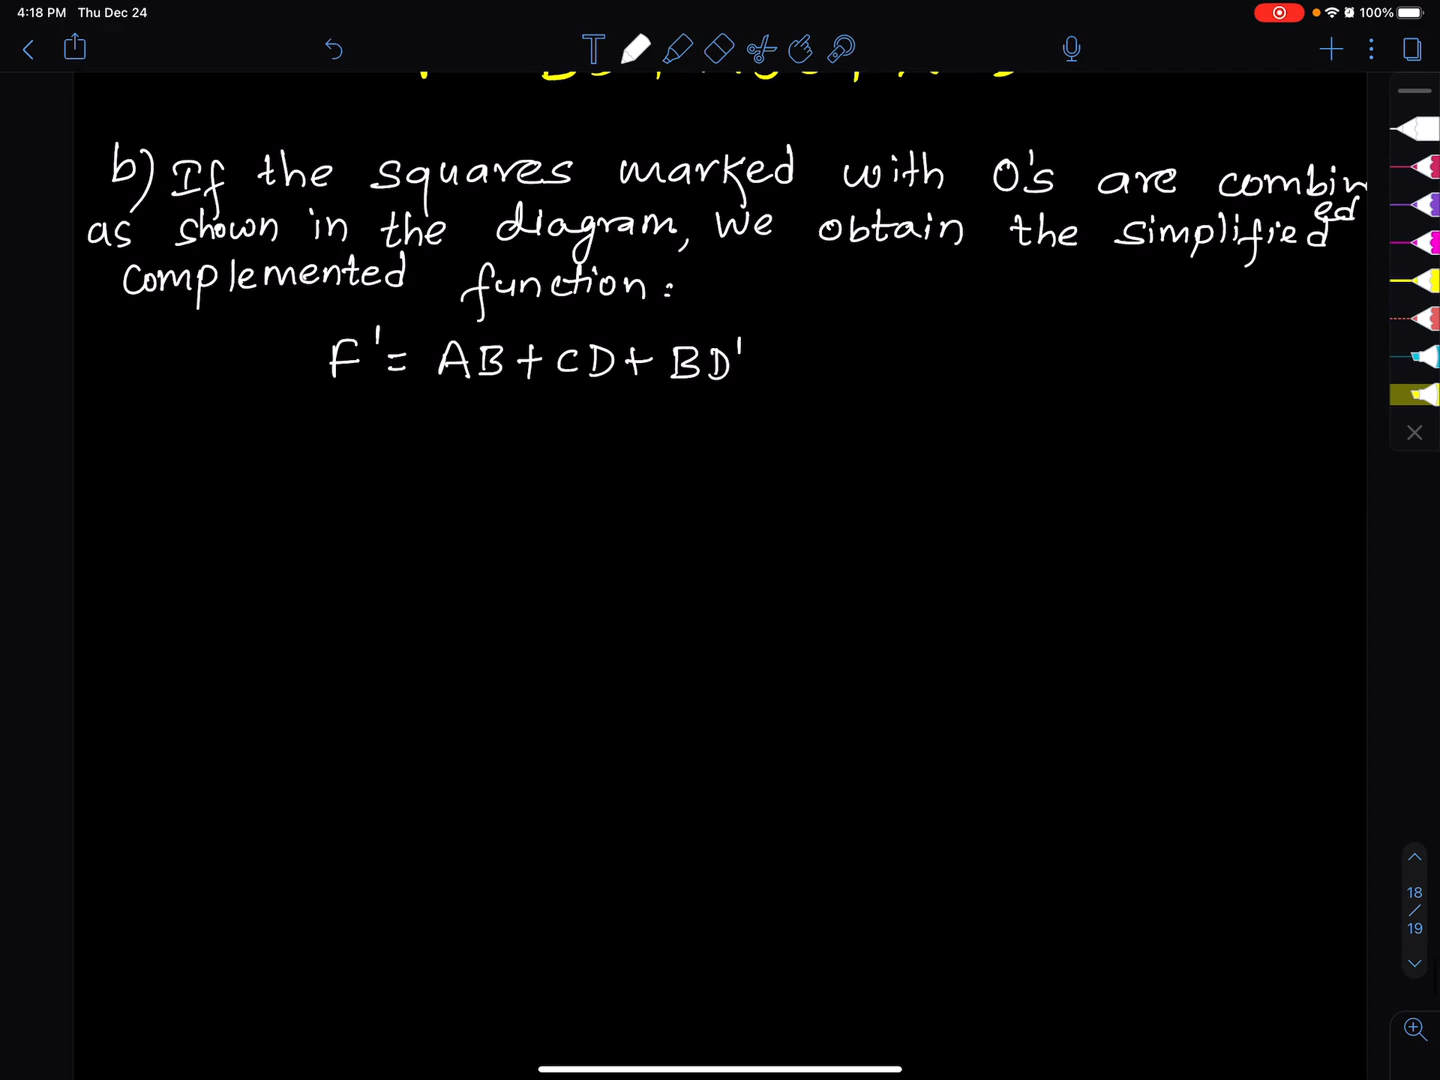 4:18 PM Thu Dec 24
100%
b) If the squares marked with 0's are combined
as shown in the diagram, we obtain the simplified
complemented function:
F' = AB + CD + BD'
18
/
19